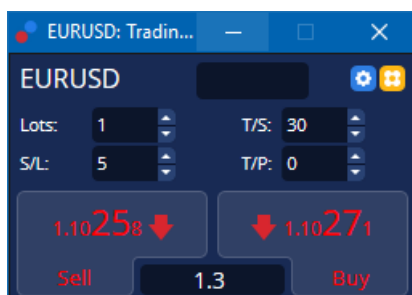 EURUSD: Tradin...
EURUSD
Lots: 1 T/S: 30
S/L: 5 T/P: 0
1.10258 1.10271
Sell 1.3 Buy